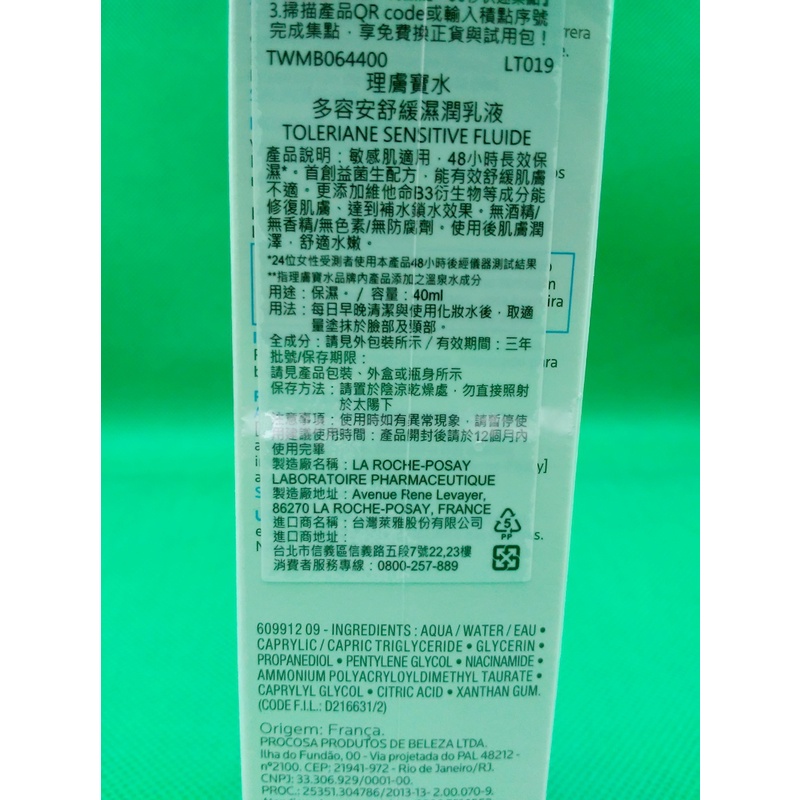 3.掃描產品QR code或輸入積點序號
完成集點，享免費換正貨與試用包！
TWMB064400 LT019
理膚寶水
多容安舒緩濕潤乳液
TOLERIANE SENSITIVE FLUIDE
產品說明：敏感肌適用，48小時長效保
濕*。首創益菌生配方，能有效舒緩肌膚
不適。更添加維他命B3衍生物等成分能
修復肌膚、達到補水鎖水效果。無酒精/
無香精/無色素/無防腐劑。使用後肌膚潤
澤，舒適水嫩。
*24位女性受測者使用本產品48小時後經儀器測試結果
**指理膚寶水品牌內產品添加之溫泉水成分
用途：保濕。/ 容量：40ml
用法：每日早晚清潔與使用化妝水後，取適
量塗抹於臉部及頸部。
全成分：請見外包裝所示 / 有效期間：三年
批號/保存期限：
請見產品包裝、外盒或瓶身所示
保存方法：請置於陰涼乾燥處，勿直接照射
於太陽下
注意事項：使用時如有異常現象，請暫停使
用建議使用時間：產品開封後請於12個月內
使用完畢
製造廠名稱：LA ROCHE-POSAY
LABORATOIRE PHARMACEUTIQUE
製造廠地址：Avenue Rene Levayer,
86270 LA ROCHE-POSAY, FRANCE
進口商名稱：台灣萊雅股份有限公司
進口商地址：
台北市信義區信義路五段7號22,23樓
消費者服務專線：0800-257-889
5
PP
609912 09 - INGREDIENTS : AQUA / WATER / EAU •
CAPRYLIC / CAPRIC TRIGLYCERIDE • GLYCERIN •
PROPANEDIOL • PENTYLENE GLYCOL • NIACINAMIDE •
AMMONIUM POLYACRYLOYLDIMETHYL TAURATE •
CAPRYLYL GLYCOL • CITRIC ACID • XANTHAN GUM.
(CODE F.I.L.: D216631/2)
Origem: França.
PROCOSA PRODUTOS DE BELEZA LTDA.
Ilha do Fundão, 00 - Via projetada do PAL 48212 -
nº2100. CEP: 21941-972 - Rio de Janeiro/RJ.
CNPJ: 33.306.929/0001-00.
PROC.: 25351.304786/2013-13- 2.00.070-9.